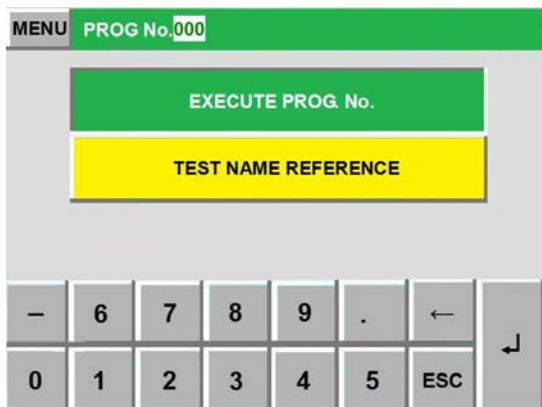 MENU PROG No.000
EXECUTE PROG. No.
TEST NAME REFERENCE
– 6 7 8 9 . ← ↵
0 1 2 3 4 5 ESC